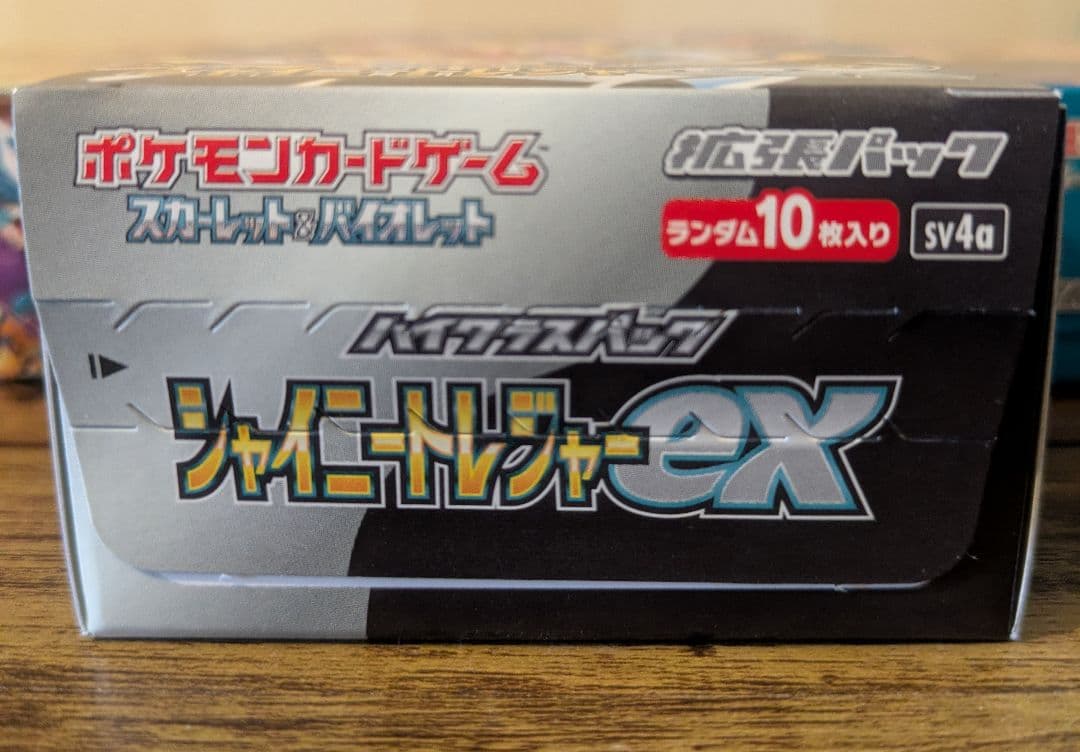 ポケモンカードゲーム
スカーレット&バイオレット
拡張パック
ランダム10枚入り
sv4a
ハイクラスパック
シャイニートレジャーex